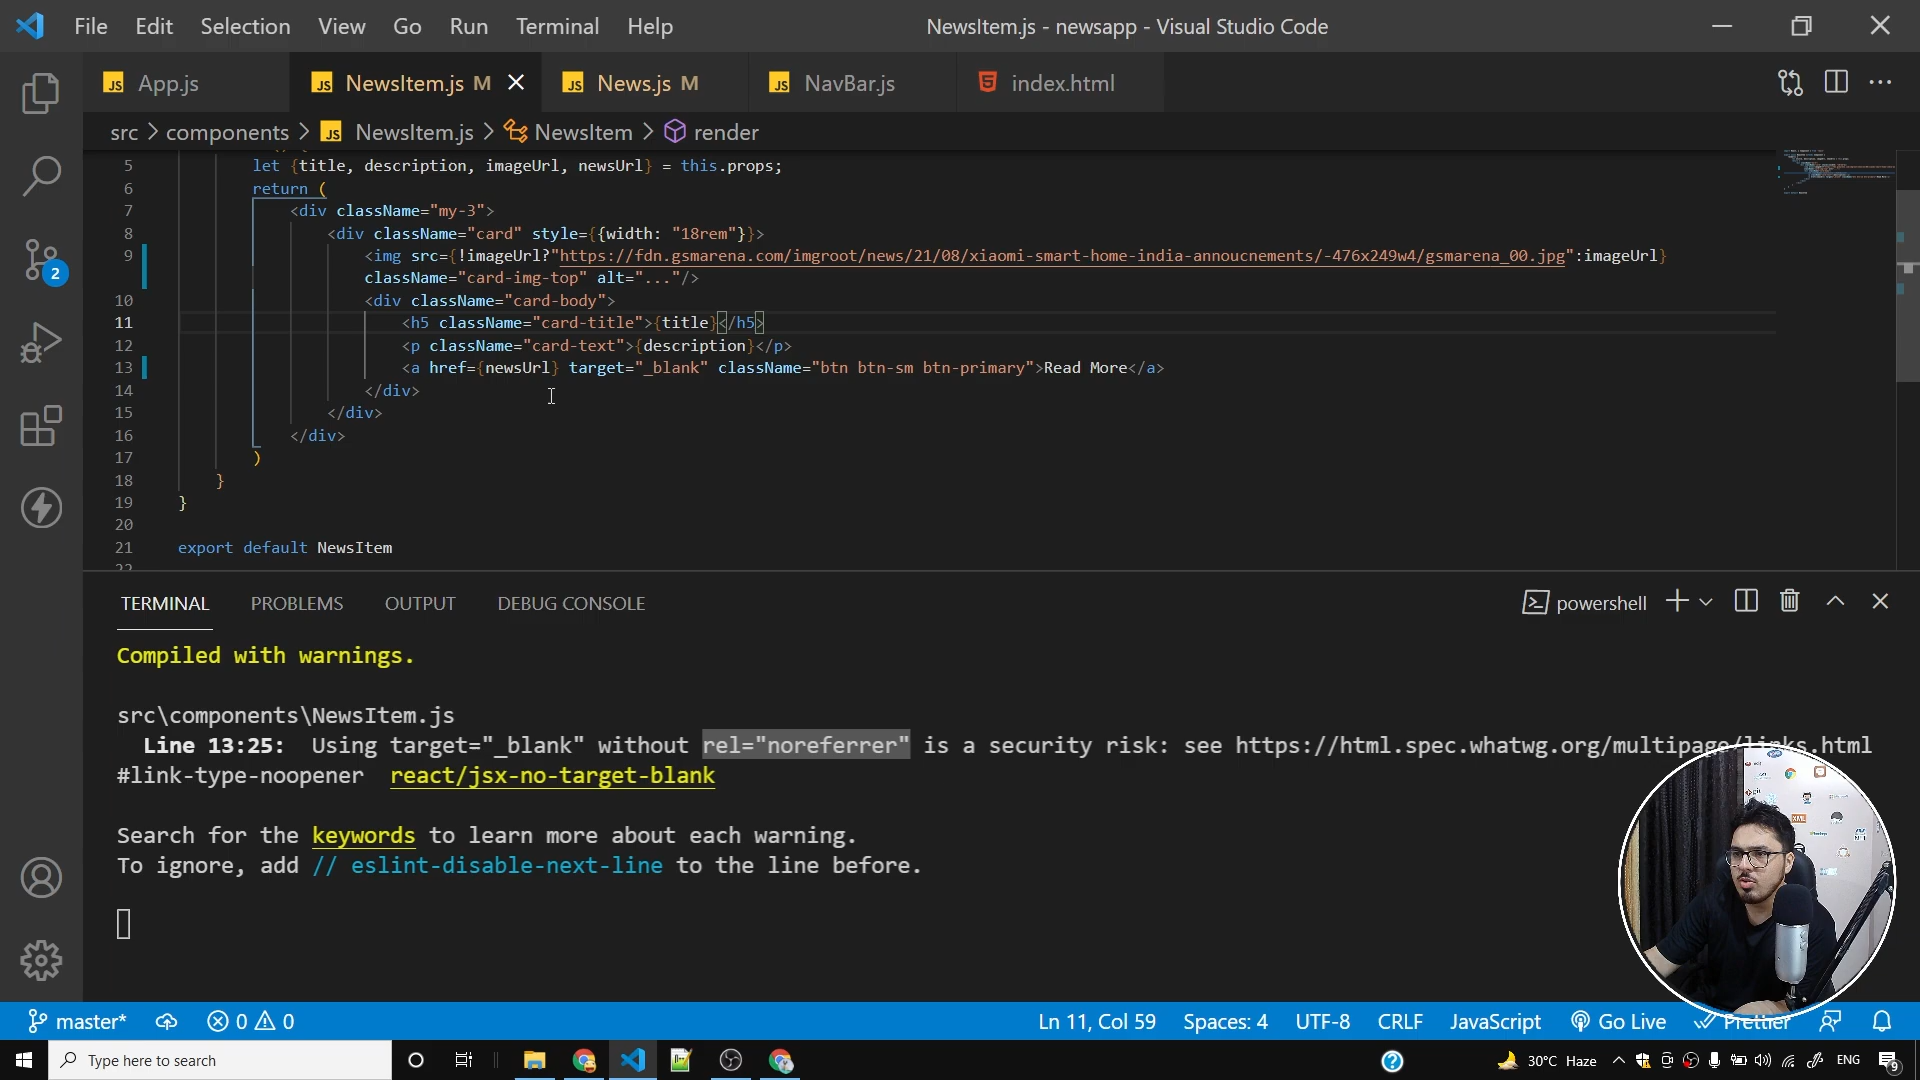 File Edit Selection View Go Run Terminal Help
NewsItem.js - newsapp - Visual Studio Code
JS App.js
JS NewsItem.js M
JS News.js M
JS NavBar.js
index.html
src > components > JS NewsItem.js > NewsItem > render
5 let {title, description, imageUrl, newsUrl} = this.props;
6 return (
7 <div className="my-3">
8 <div className="card" style={{width: "18rem"}}>
9 <img src={!imageUrl?"https://fdn.gsmarena.com/imgroot/news/21/08/xiaomi-smart-home-india-annoucnements/-476x249w4/gsmarena_00.jpg":imageUrl}
className="card-img-top" alt="..."/>
10 <div className="card-body">
11 <h5 className="card-title">{title}</h5>
12 <p className="card-text">{description}</p>
13 <a href={newsUrl} target="_blank" className="btn btn-sm btn-primary">Read More</a>
14 </div>
15 </div>
16 </div>
17 )
18 }
19 }
20
21 export default NewsItem
22
2
TERMINAL PROBLEMS OUTPUT DEBUG CONSOLE
powershell
Compiled with warnings.
src\components\NewsItem.js
Line 13:25: Using target="_blank" without rel="noreferrer" is a security risk: see https://html.spec.whatwg.org/multipage/links.html
#link-type-noopener react/jsx-no-target-blank
Search for the keywords to learn more about each warning.
To ignore, add // eslint-disable-next-line to the line before.
master* 0 0
Ln 11, Col 59 Spaces: 4 UTF-8 CRLF JavaScript Go Live Prettier
Type here to search
30°C Haze
ENG
9